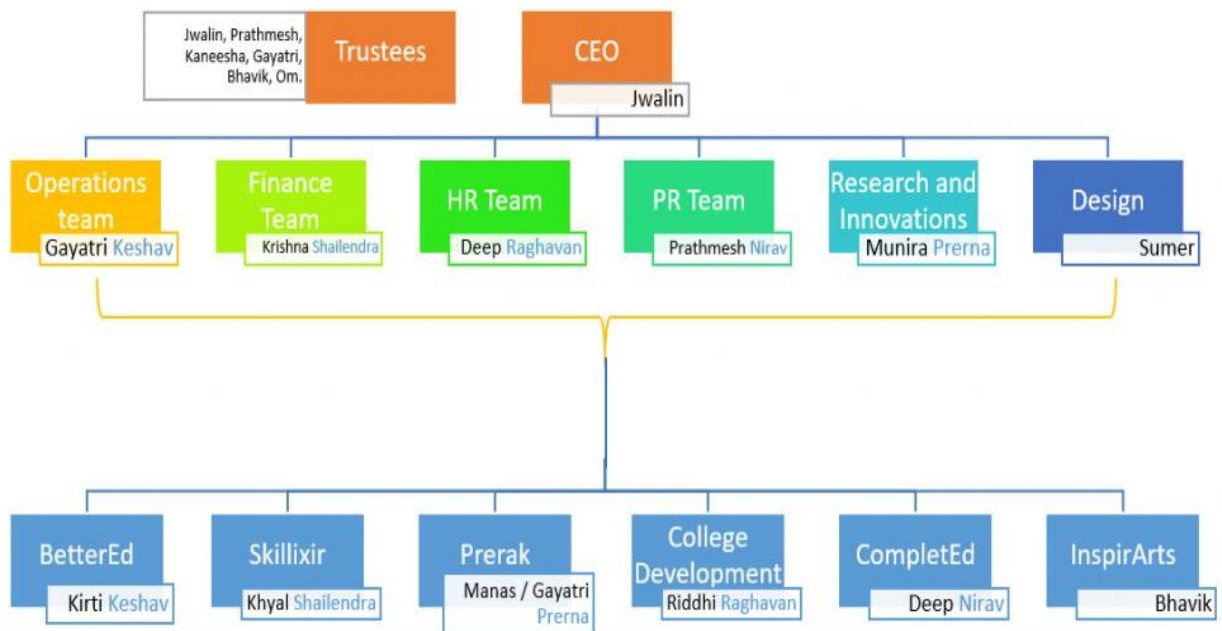 Jwalin, Prathmesh,
Kaneesha, Gayatri,
Bhavik, Om.
Trustees
CEO
Jwalin
Operations
team
Gayatri Keshav
Finance
Team
Krishna Shailendra
HR Team
Deep Raghavan
PR Team
Prathmesh Nirav
Research and
Innovations
Munira Prerna
Design
Sumer
BetterEd
Kirti Keshav
Skillixir
Khyal Shailendra
Prerak
Manas / Gayatri
Prerna
College
Development
Riddhi Raghavan
CompletEd
Deep Nirav
InspirArts
Bhavik